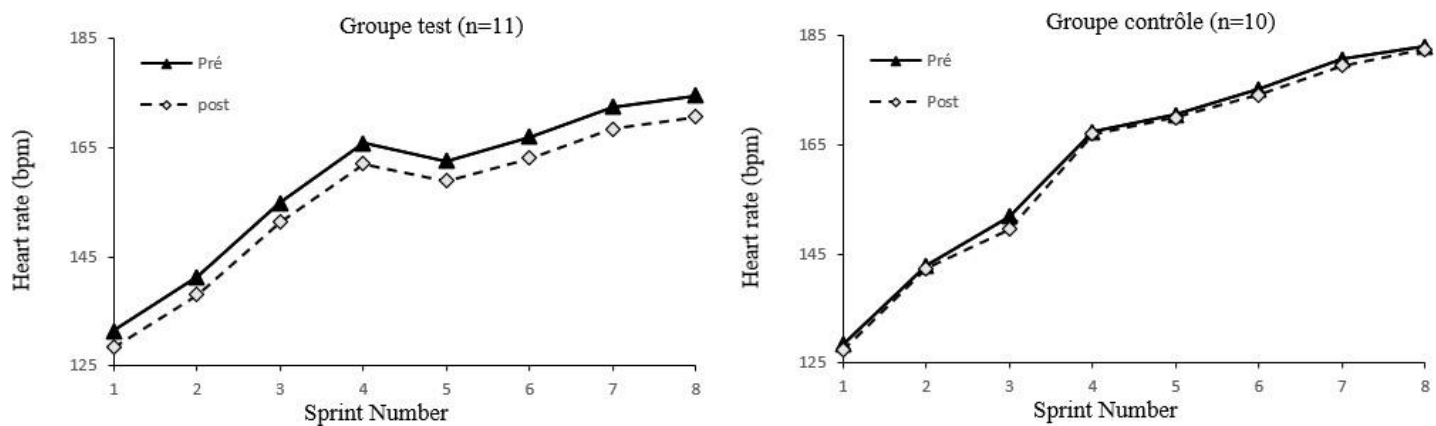 Groupe test (n=11)
Pré
post
185
165
145
125
Heart rate (bpm)
1 2 3 4 5 6 7 8
Sprint Number
Groupe contrôle (n=10)
Pré
Post
185
165
145
125
Heart rate (bpm)
1 2 3 4 5 6 7 8
Sprint Number